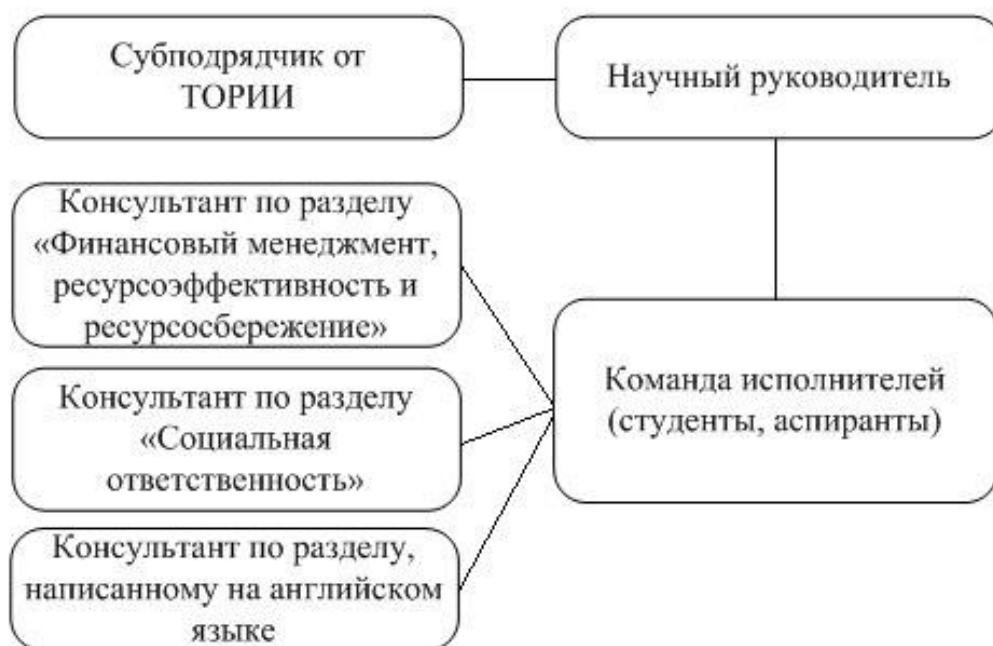 Субподрядчик от
ТОРИИ
Научный руководитель
Консультант по разделу
«Финансовый менеджмент,
ресурсоэффективность и
ресурсосбережение»
Консультант по разделу
«Социальная
ответственность»
Консультант по разделу,
написанному на английском
языке
Команда исполнителей
(студенты, аспиранты)